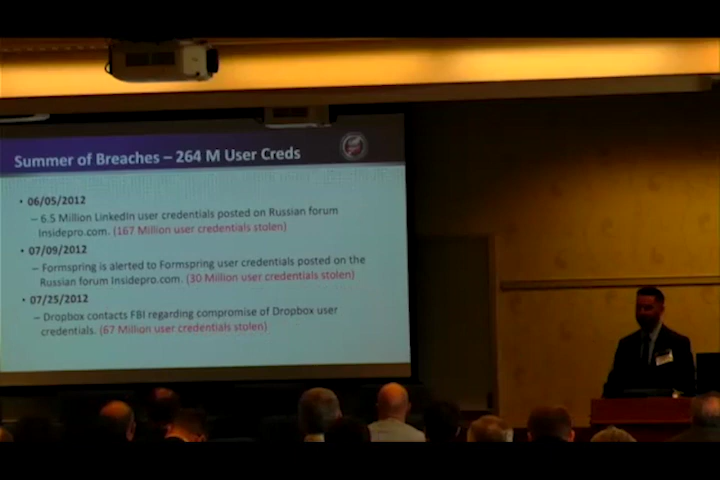 Summer of Breaches – 264 M User Creds
• 06/05/2012
– 6.5 Million LinkedIn user credentials posted on Russian forum
Insidepro.com. (167 Million user credentials stolen)
• 07/09/2012
– Formspring is alerted to Formspring user credentials posted on the
Russian forum Insidepro.com. (30 Million user credentials stolen)
• 07/25/2012
– Dropbox contacts FBI regarding compromise of Dropbox user
credentials. (67 Million user credentials stolen)